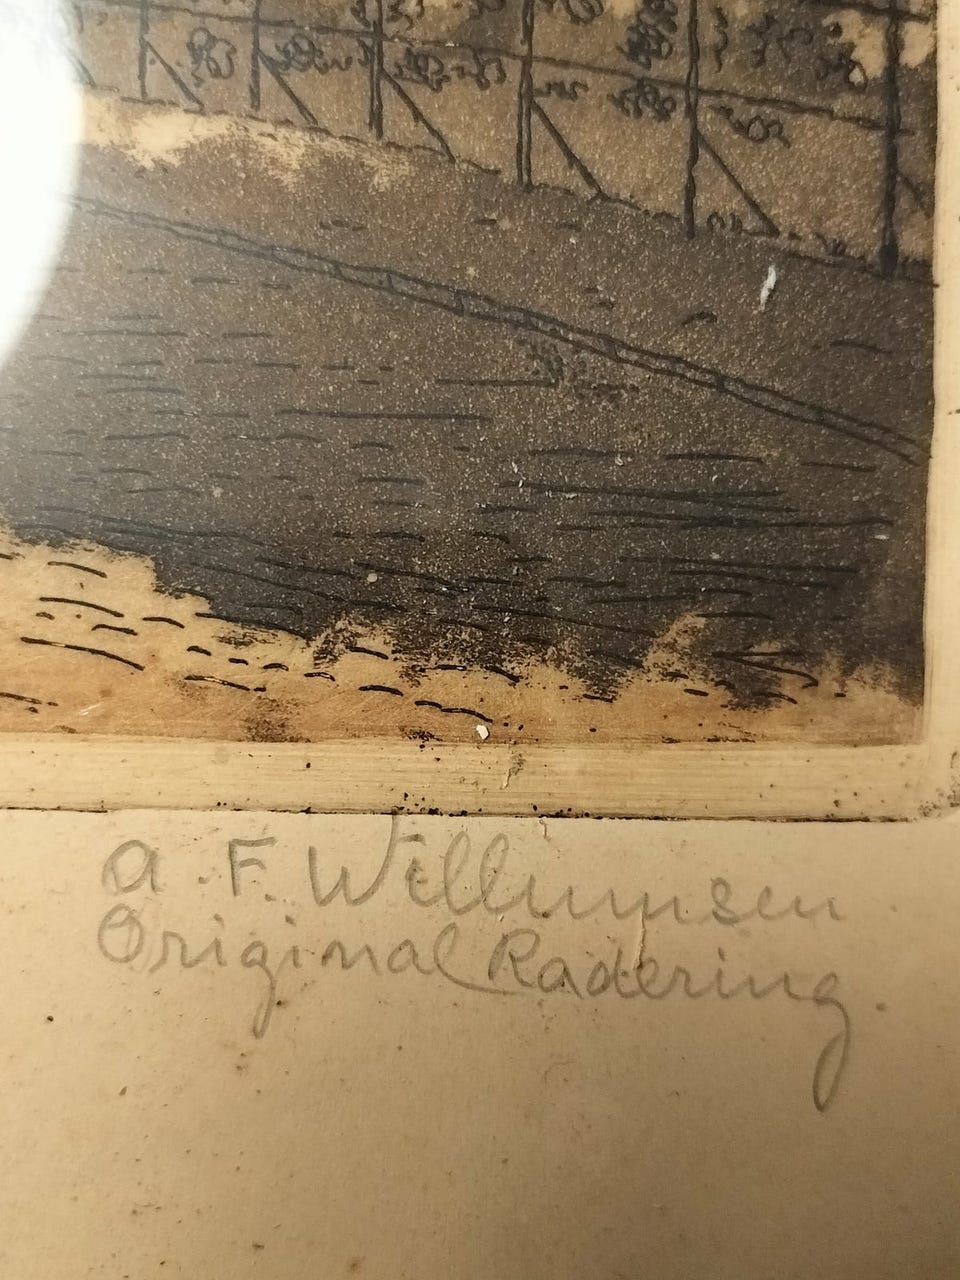 a. F. Willumsen
Original Radering.